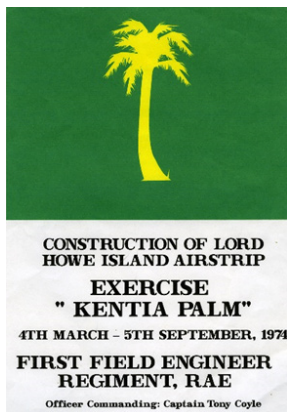 CONSTRUCTION OF LORD
HOWE ISLAND AIRSTRIP
EXERCISE
" KENTIA PALM"
4TH MARCH - 5TH SEPTEMBER, 1974
FIRST FIELD ENGINEER
REGIMENT, RAE
Officer Commanding: Captain Tony Coyle